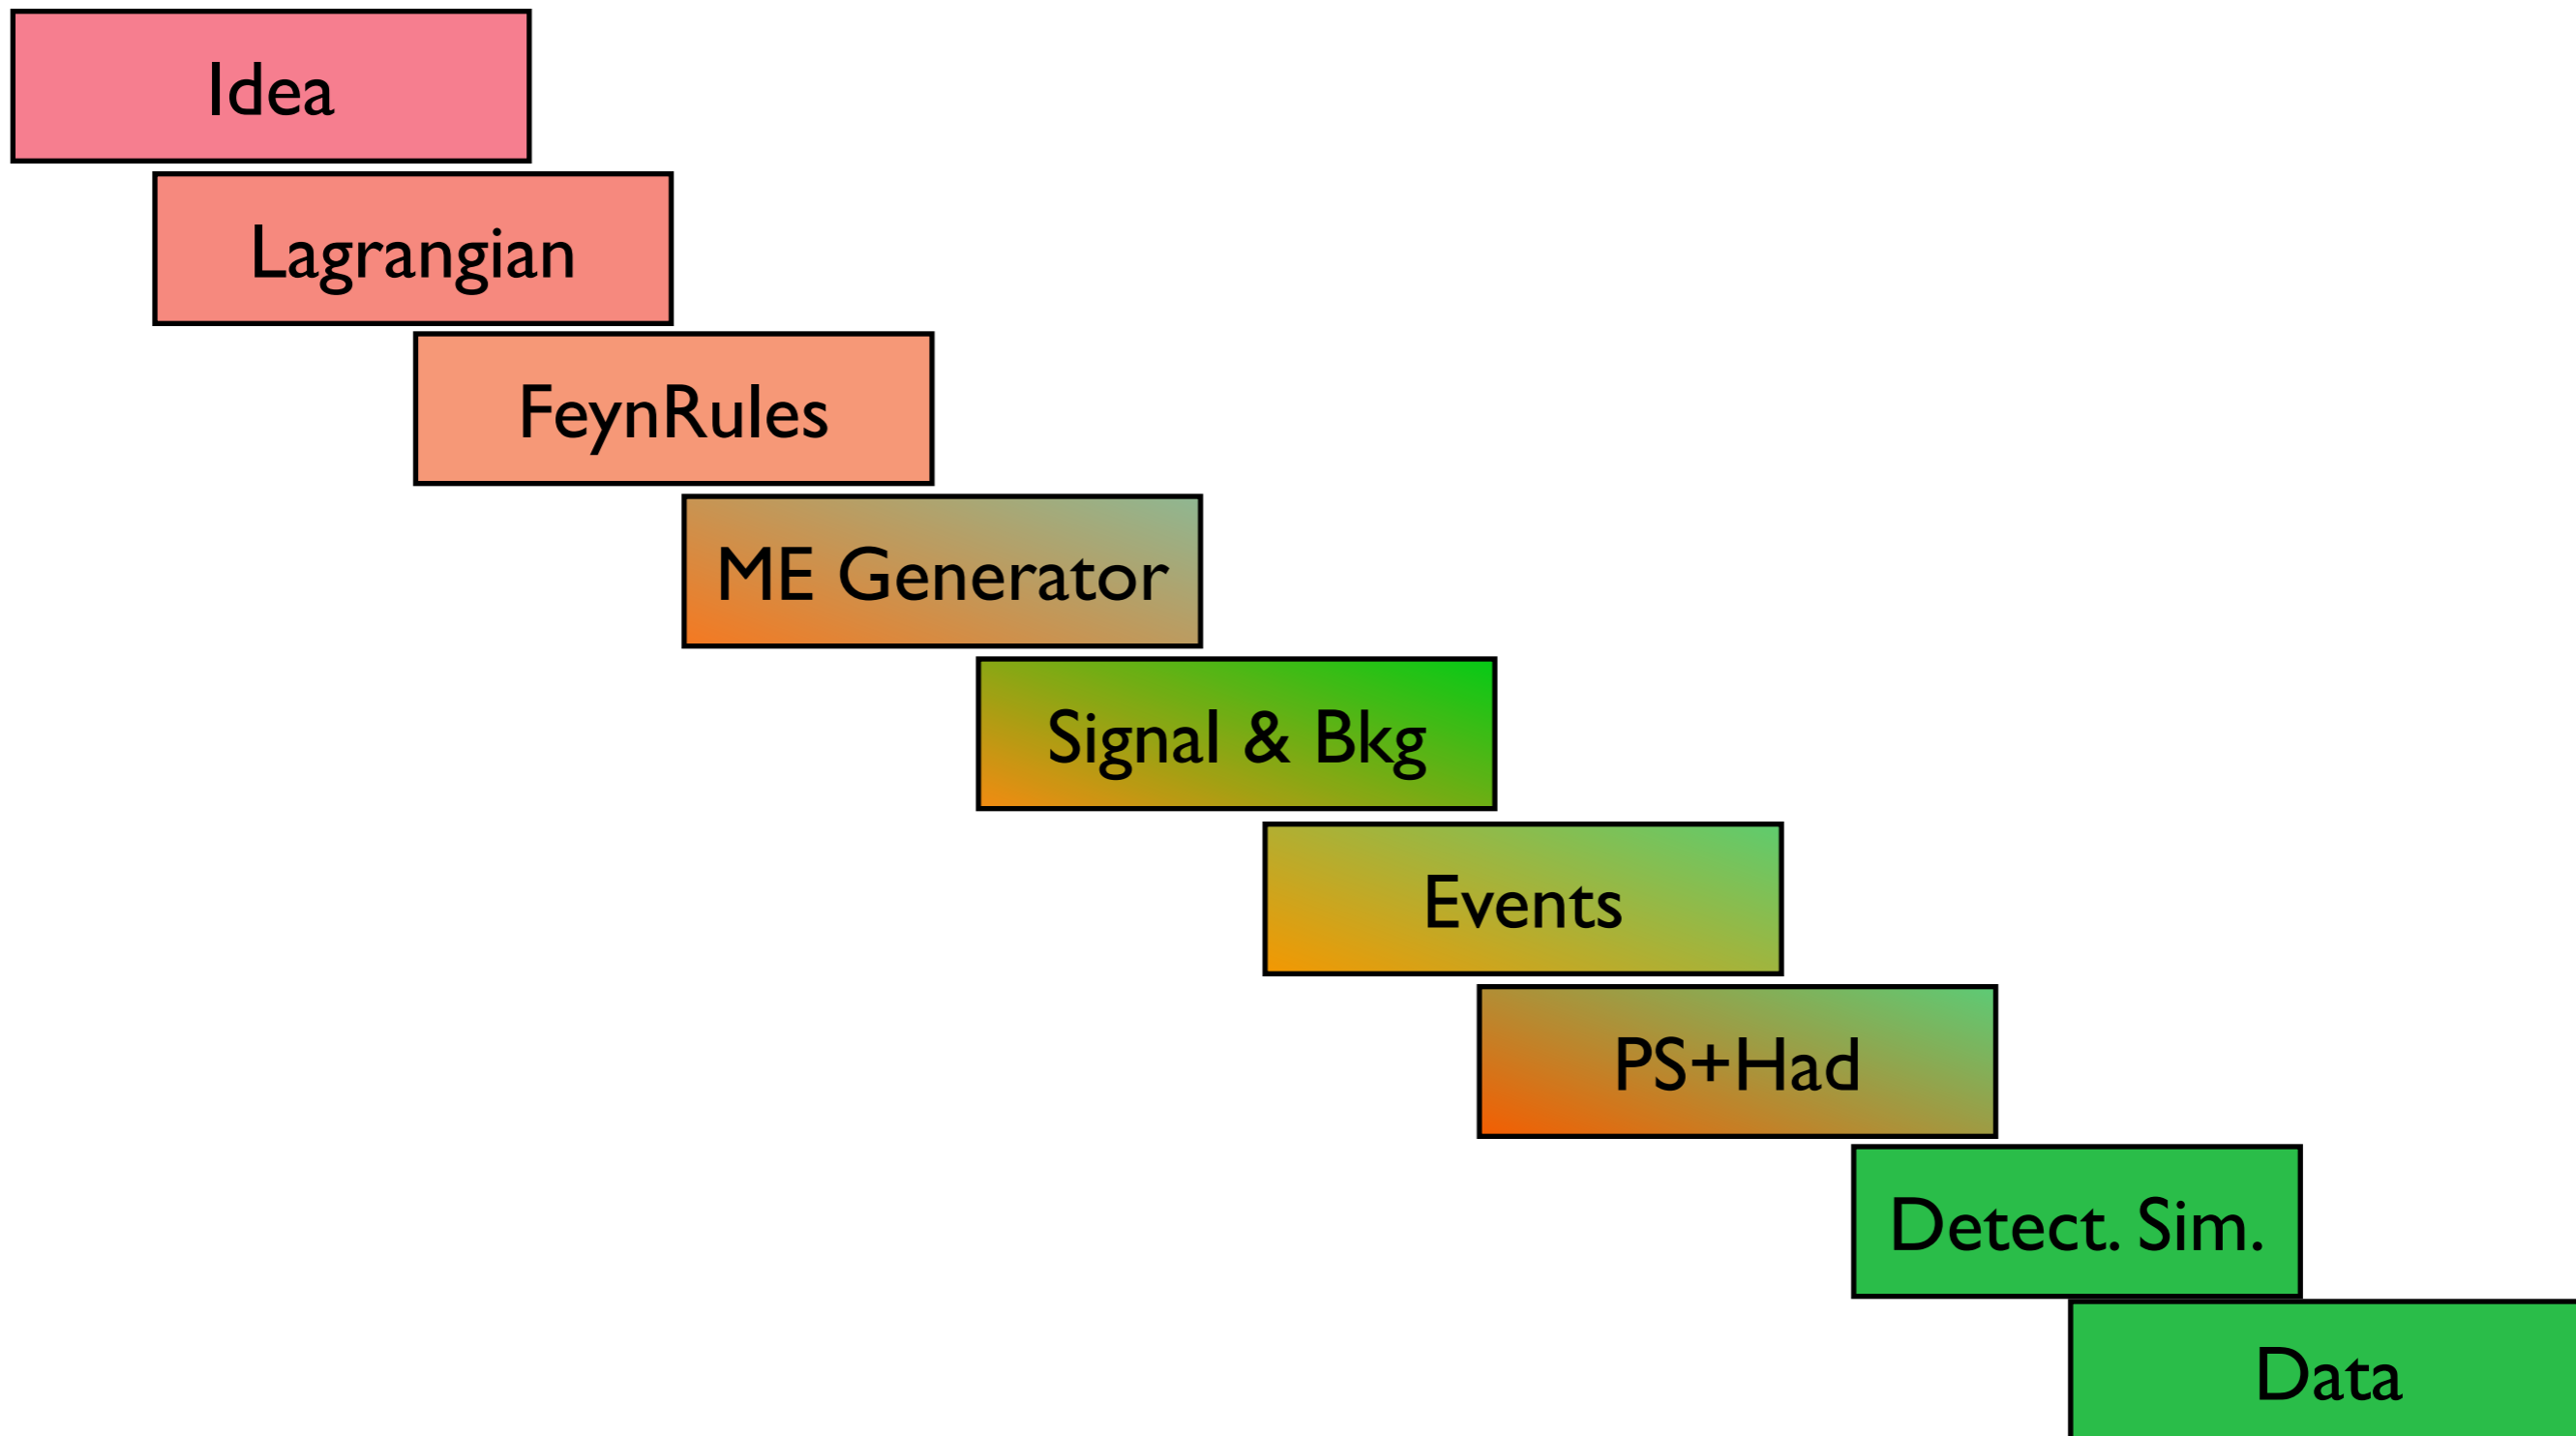 Idea
Lagrangian
FeynRules
ME Generator
Signal & Bkg
Events
PS+Had
Detect. Sim.
Data